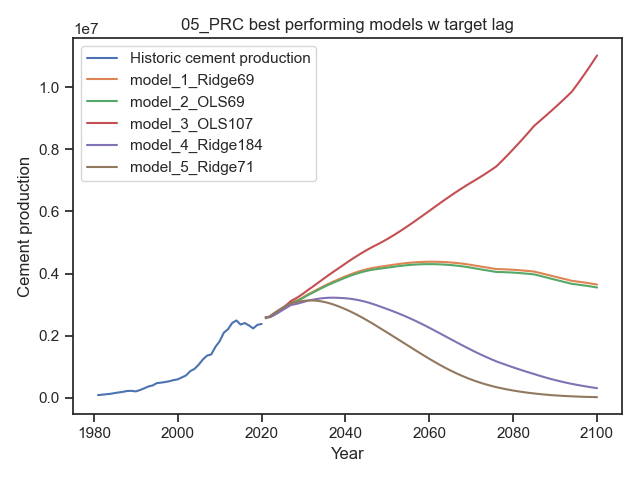 05_PRC best performing models w target lag
1e7
Historic cement production
model_1_Ridge69
model_2_OLS69
model_3_OLS107
model_4_Ridge184
model_5_Ridge71
Cement production
1.0
0.8
0.6
0.4
0.2
0.0
1980 2000 2020 2040 2060 2080 2100
Year